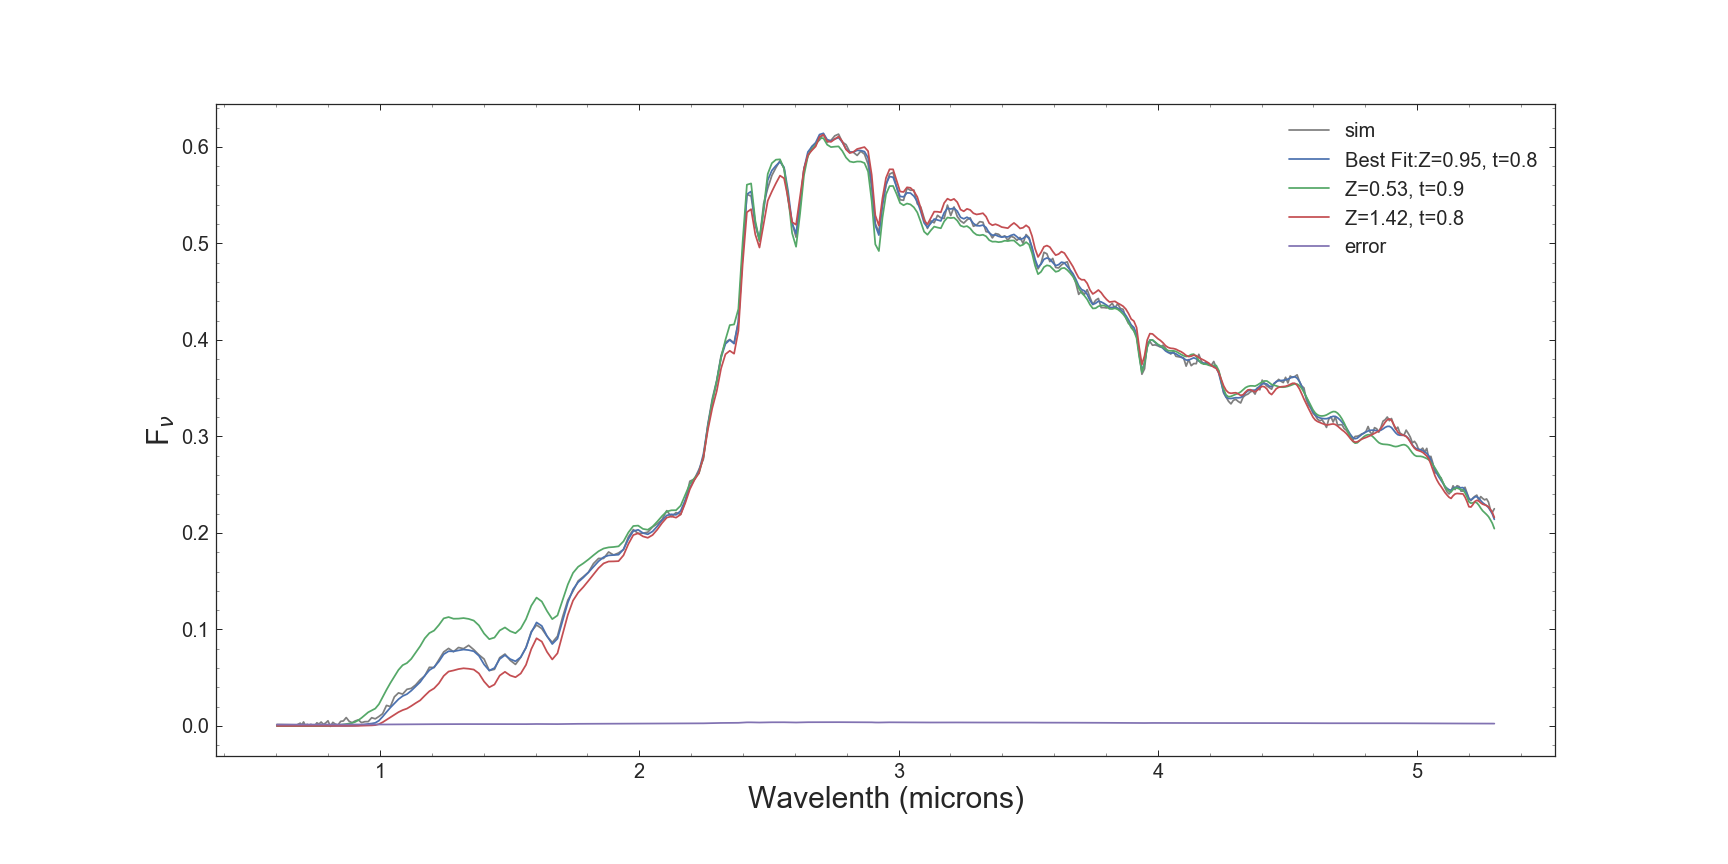 sim
Best Fit:Z=0.95, t=0.8
Z=0.53, t=0.9
Z=1.42, t=0.8
error
0.6
0.5
0.4
0.3
0.2
0.1
0.0
Fν
1 2 3 4 5
Wavelenth (microns)